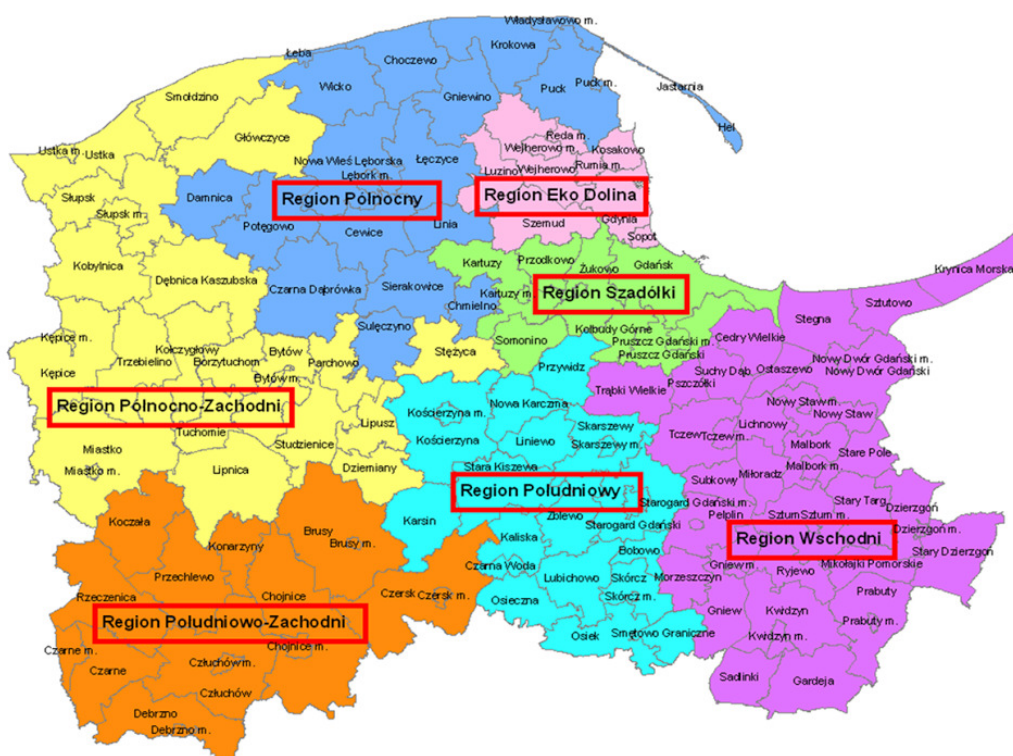 Władysławowo m.
Łeba
Choczewo
Krokowa
Wicko
Puck m.
Jastarnia
Puck
Smołdzino
Gniewino
Hel
Główczyce
Reda m.
Ustka m.
Ustka
Wejherowo m.
Kosakowo
Nowa Wieś Lęborska
Łęczyce
Luzino
Wejherowo
Rumia m.
Lębork m.
Słupsk
Damnica
Region Północny
Region Eko Dolina
Słupsk m.
Potęgowo
Cewice
Linia
Szemud
Gdynia
Sopot
Kobylnica
Dębnica Kaszubska
Kartuzy
Przodkowo
Żukowo
Gdańsk
Czarna Dąbrówka
Sierakowice
Chmielno
Kartuzy m.
Region Szadółki
Krynica Morska
Sztutowo
Stegna
Kępice m.
Sulęczyno
Somonino
Kolbudy Górne
Pruszcz Gdański m.
Pruszcz Gdański
Cedry Wielkie
Trzebielino
Kołczygłowy
Borzytuchom
Bytów
Bytów m.
Parchowo
Stężyca
Przywidz
Kępice
Trąbki Wielkie
Pszczółki
Suchy Dąb
Ostaszewo
Nowy Dwór Gdański m.
Nowy Dwór Gdański
Region Północno-Zachodni
Lipusz
Kościerzyna m.
Nowa Karczma
Nowy Staw m.
Nowy Staw
Tuchomie
Studzienice
Kościerzyna
Liniewo
Skarszewy
Skarszewy m.
Tczew
Tczew m.
Lichnowy
Malbork
Stare Pole
Miastko
Miastko m.
Lipnica
Dziemiany
Stara Kiszewa
Subkowy
Miłoradz
Malbork m.
Region Południowy
Starogard Gdański m.
Pelplin
Stary Targ
Dzierzgoń
Koczała
Brusy
Brusy m.
Karsin
Zblewo
Starogard Gdański
Sztum
Sztum m.
Dzierzgoń m.
Konarzyny
Kaliska
Region Wschodni
Stary Dzierzgoń
Przechlewo
Czarna Woda
Bobowo
Gniew m.
Ryjewo
Mikołajki Pomorskie
Rzeczenica
Chojnice
Czersk
Czersk m.
Osieczna
Lubichowo
Skórcz
Skórcz m.
Morzeszczyn
Prabuty
Region Południowo-Zachodni
Gniew
Kwidzyn
Prabuty m.
Czarne m.
Chojnice m.
Osiek
Smętowo Graniczne
Kwidzyn m.
Czarne
Człuchów m.
Człuchów
Sadlinki
Gardeja
Debrzno
Debrzno m.